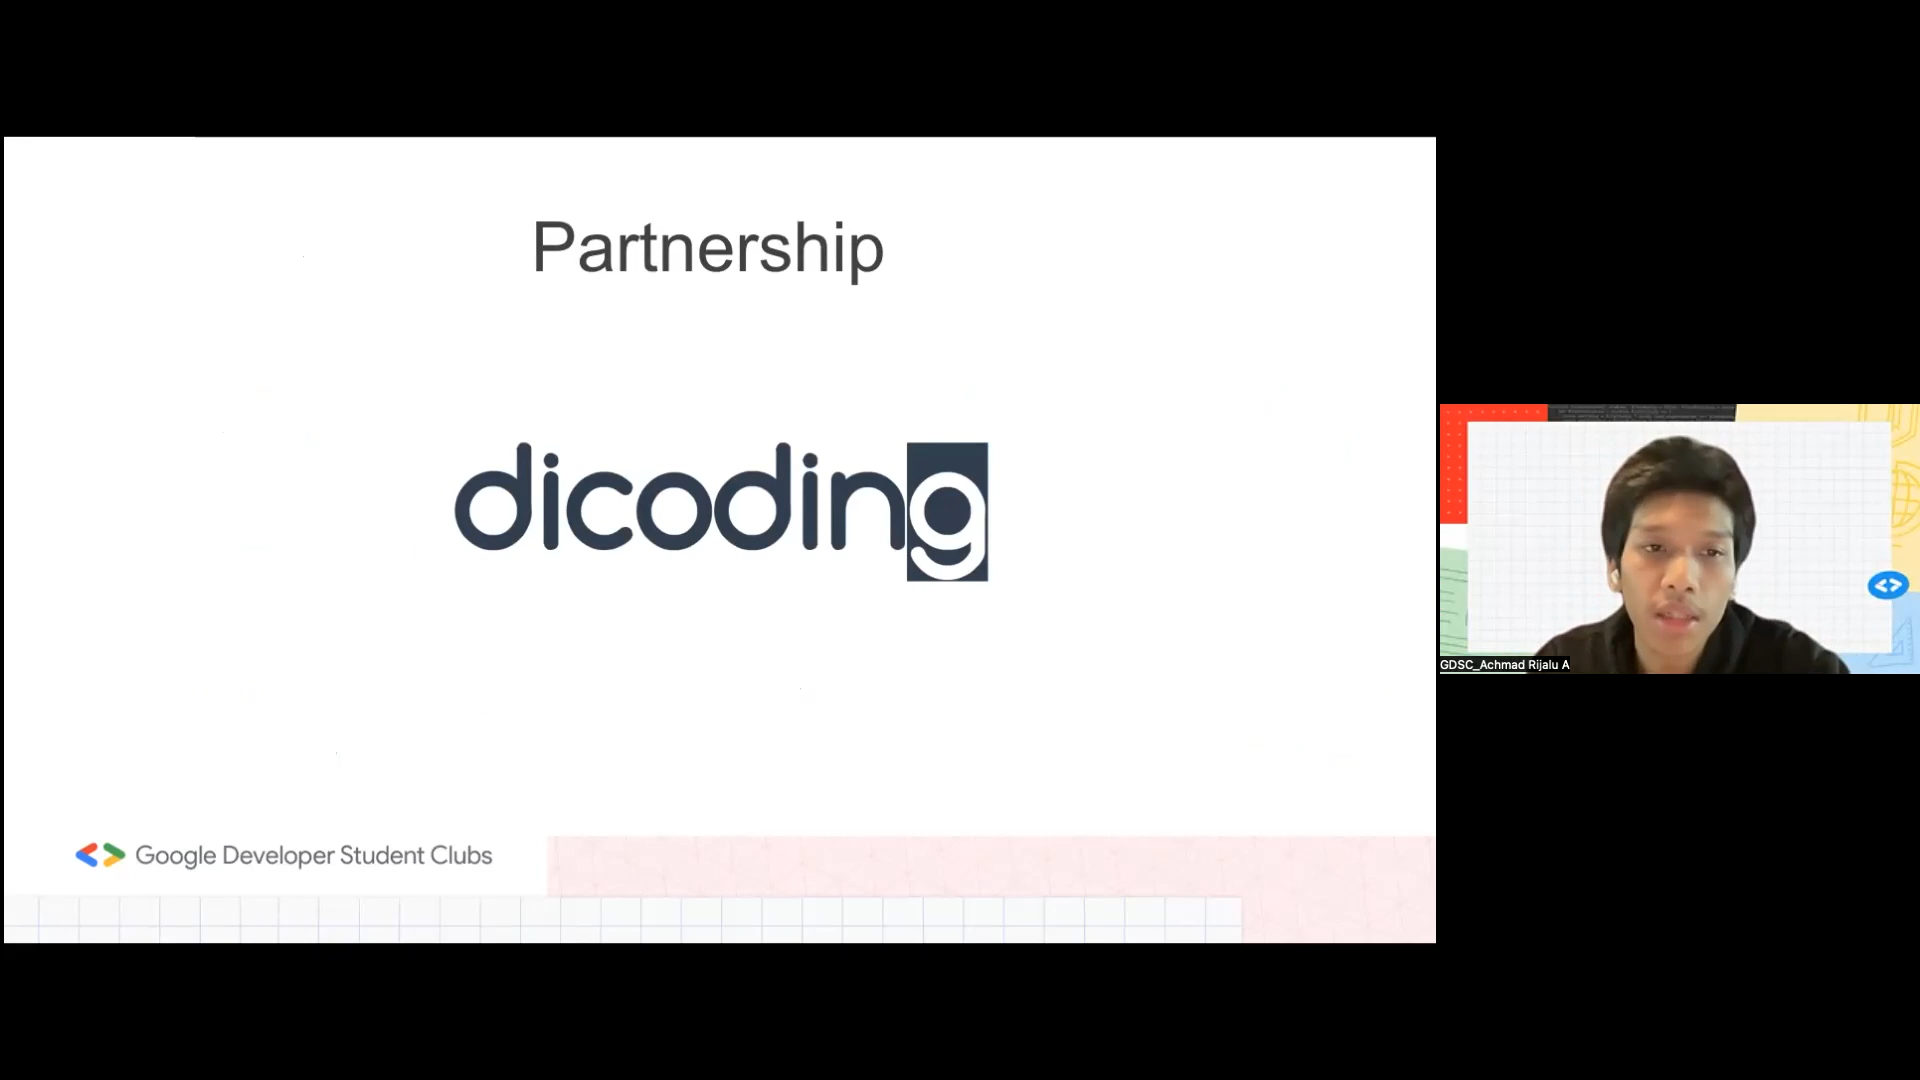 Partnership
dicoding
Google Developer Student Clubs
GDSC_Achmad Rijalu A